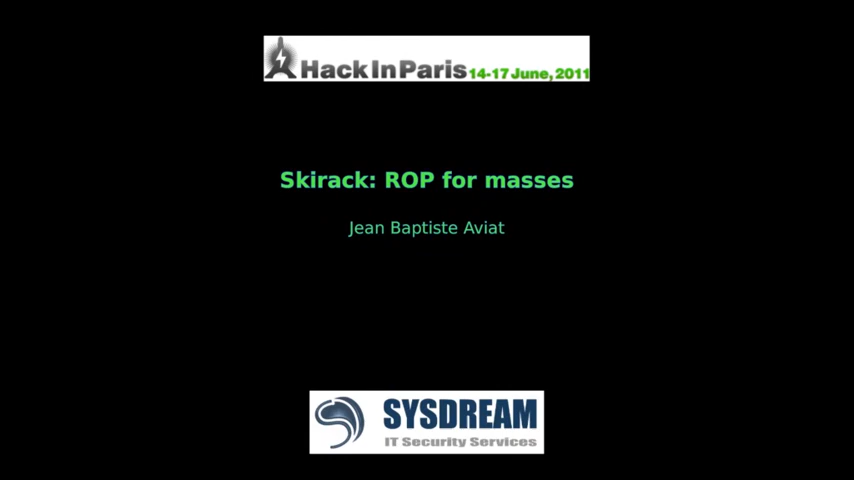 HackInParis 14-17 June, 2011
Skirack: ROP for masses
Jean Baptiste Aviat
SYSDREAM
IT Security Services